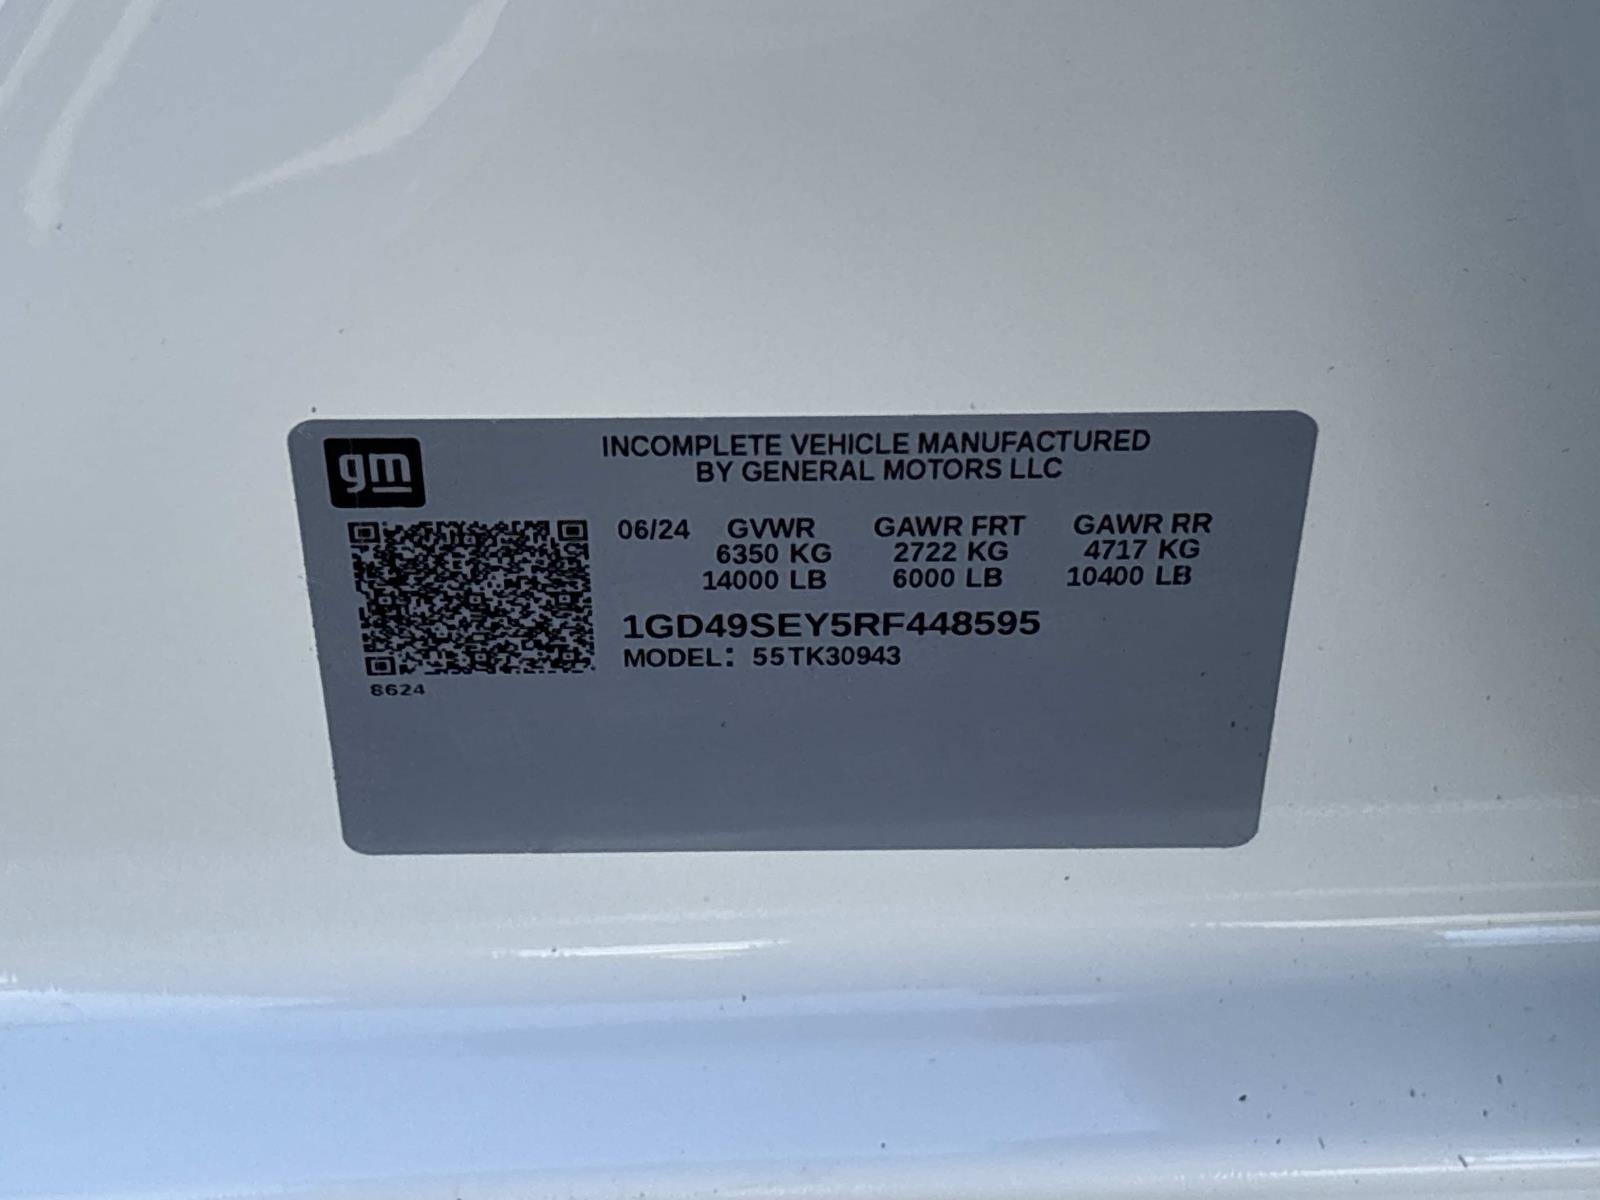 gm
INCOMPLETE VEHICLE MANUFACTURED
BY GENERAL MOTORS LLC
06/24 GVWR GAWR FRT GAWR RR
6350 KG 2722 KG 4717 KG
14000 LB 6000 LB 10400 LB
1GD49SEY5RF448595
MODEL: 55TK30943
8624